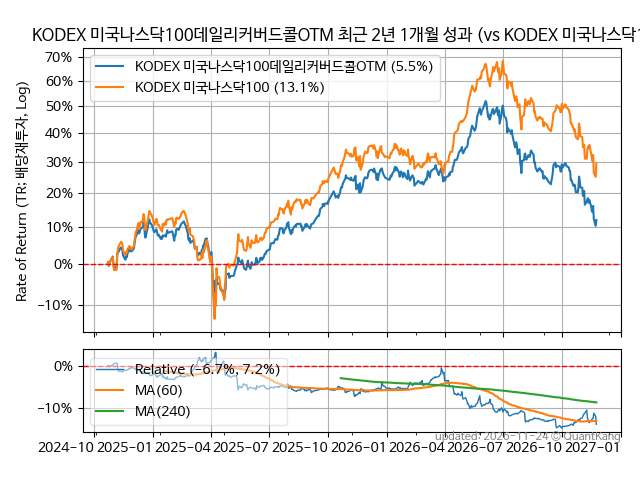 KODEX 미국나스닥100데일리커버드콜OTM 최근 2년 1개월 성과 (vs KODEX 미국나스닥1
Rate of Return (TR: 배당재투자, Log)
70%
60%
50%
40%
30%
20%
10%
0%
−10%
KODEX 미국나스닥100데일리커버드콜OTM (5.5%)
KODEX 미국나스닥100 (13.1%)
0%
−10%
Relative (−6.7%, 7.2%)
MA(60)
MA(240)
updated: 2026-11-24 © QuantKang
2024-10 2025-01 2025-04 2025-07 2025-10 2026-01 2026-04 2026-07 2026-10 2027-01